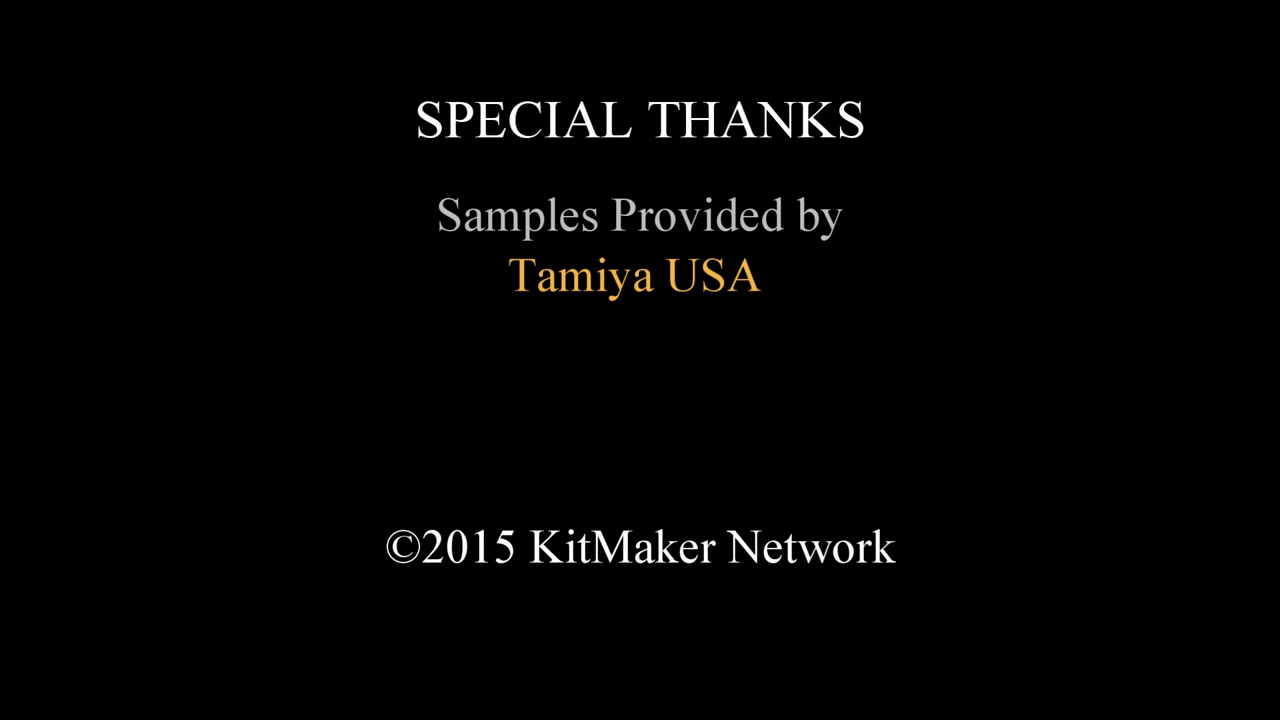 SPECIAL THANKS
Samples Provided by
Tamiya USA
©2015 KitMaker Network